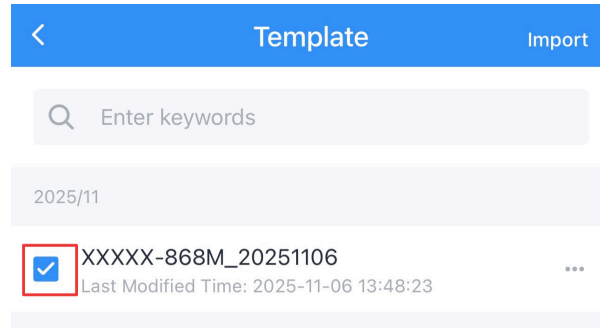 Template
Import
Enter keywords
2025/11
XXXXX-868M_20251106
Last Modified Time: 2025-11-06 13:48:23